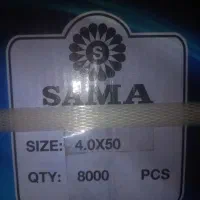 S
SAMA
SIZE: 4.0X50
QTY: 8000 PCS